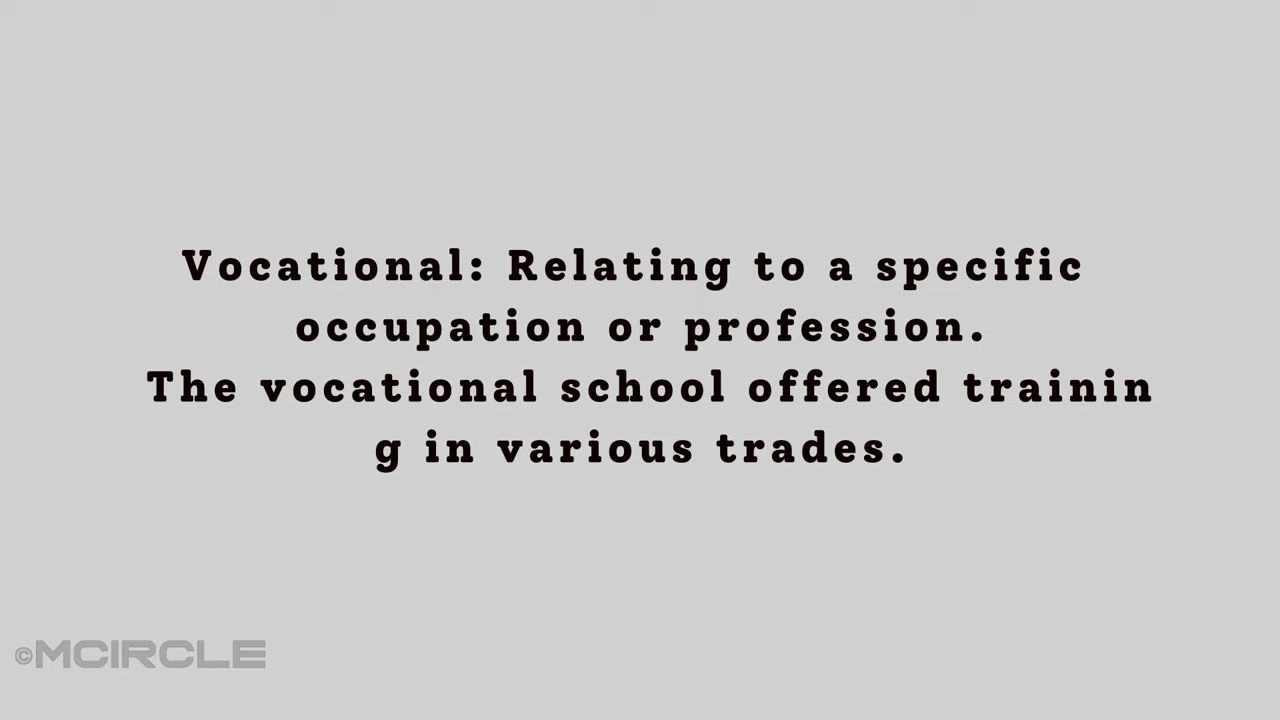 Vocational: Relating to a specific
occupation or profession.
The vocational school offered trainin
g in various trades.
©MCIRCLE